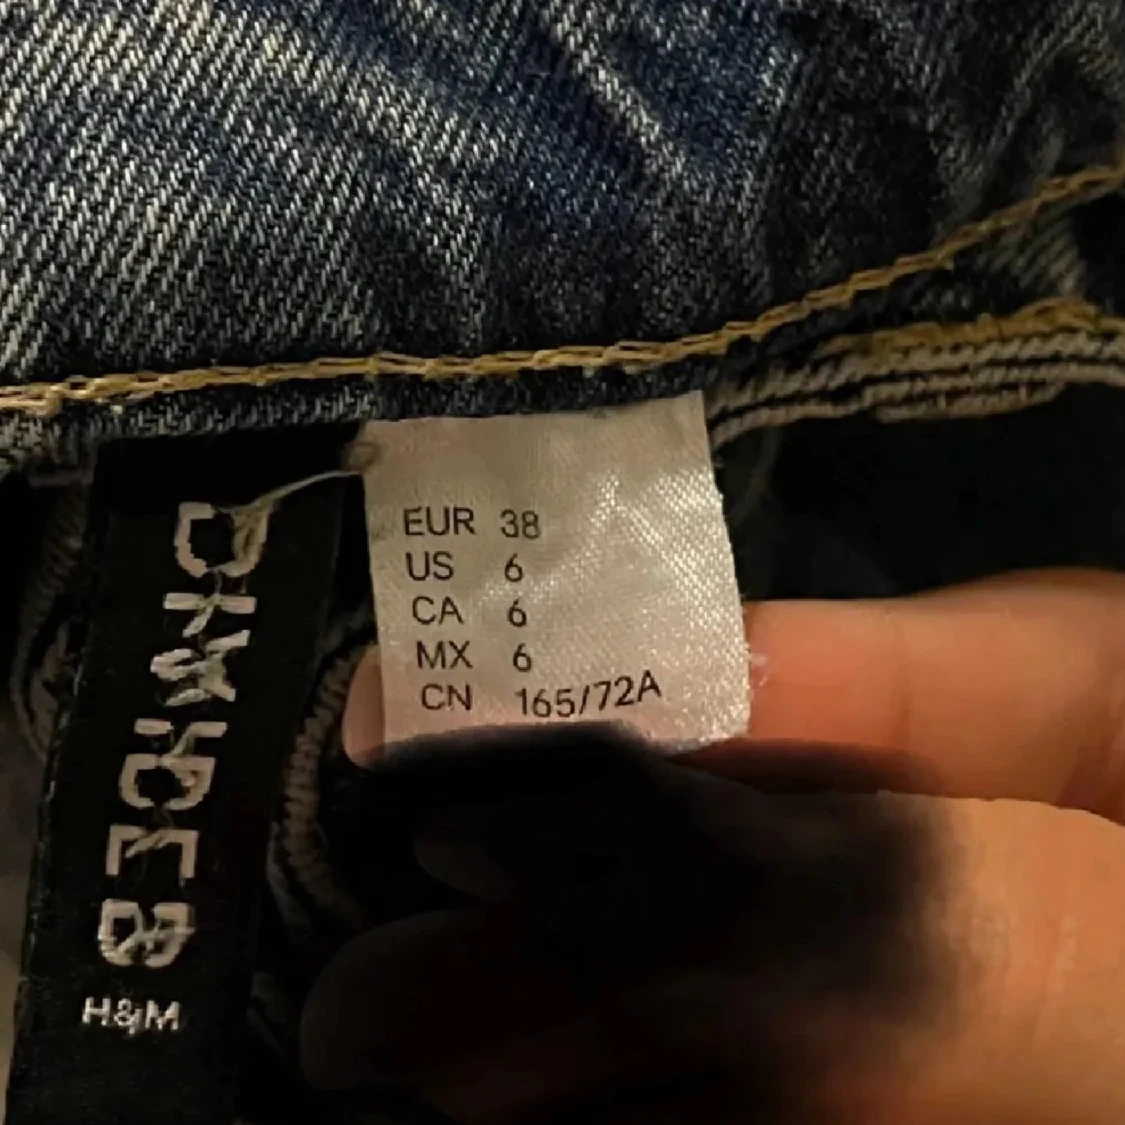 DIVIDED
H&M
EUR 38
US 6
CA 6
MX 6
CN 165/72A